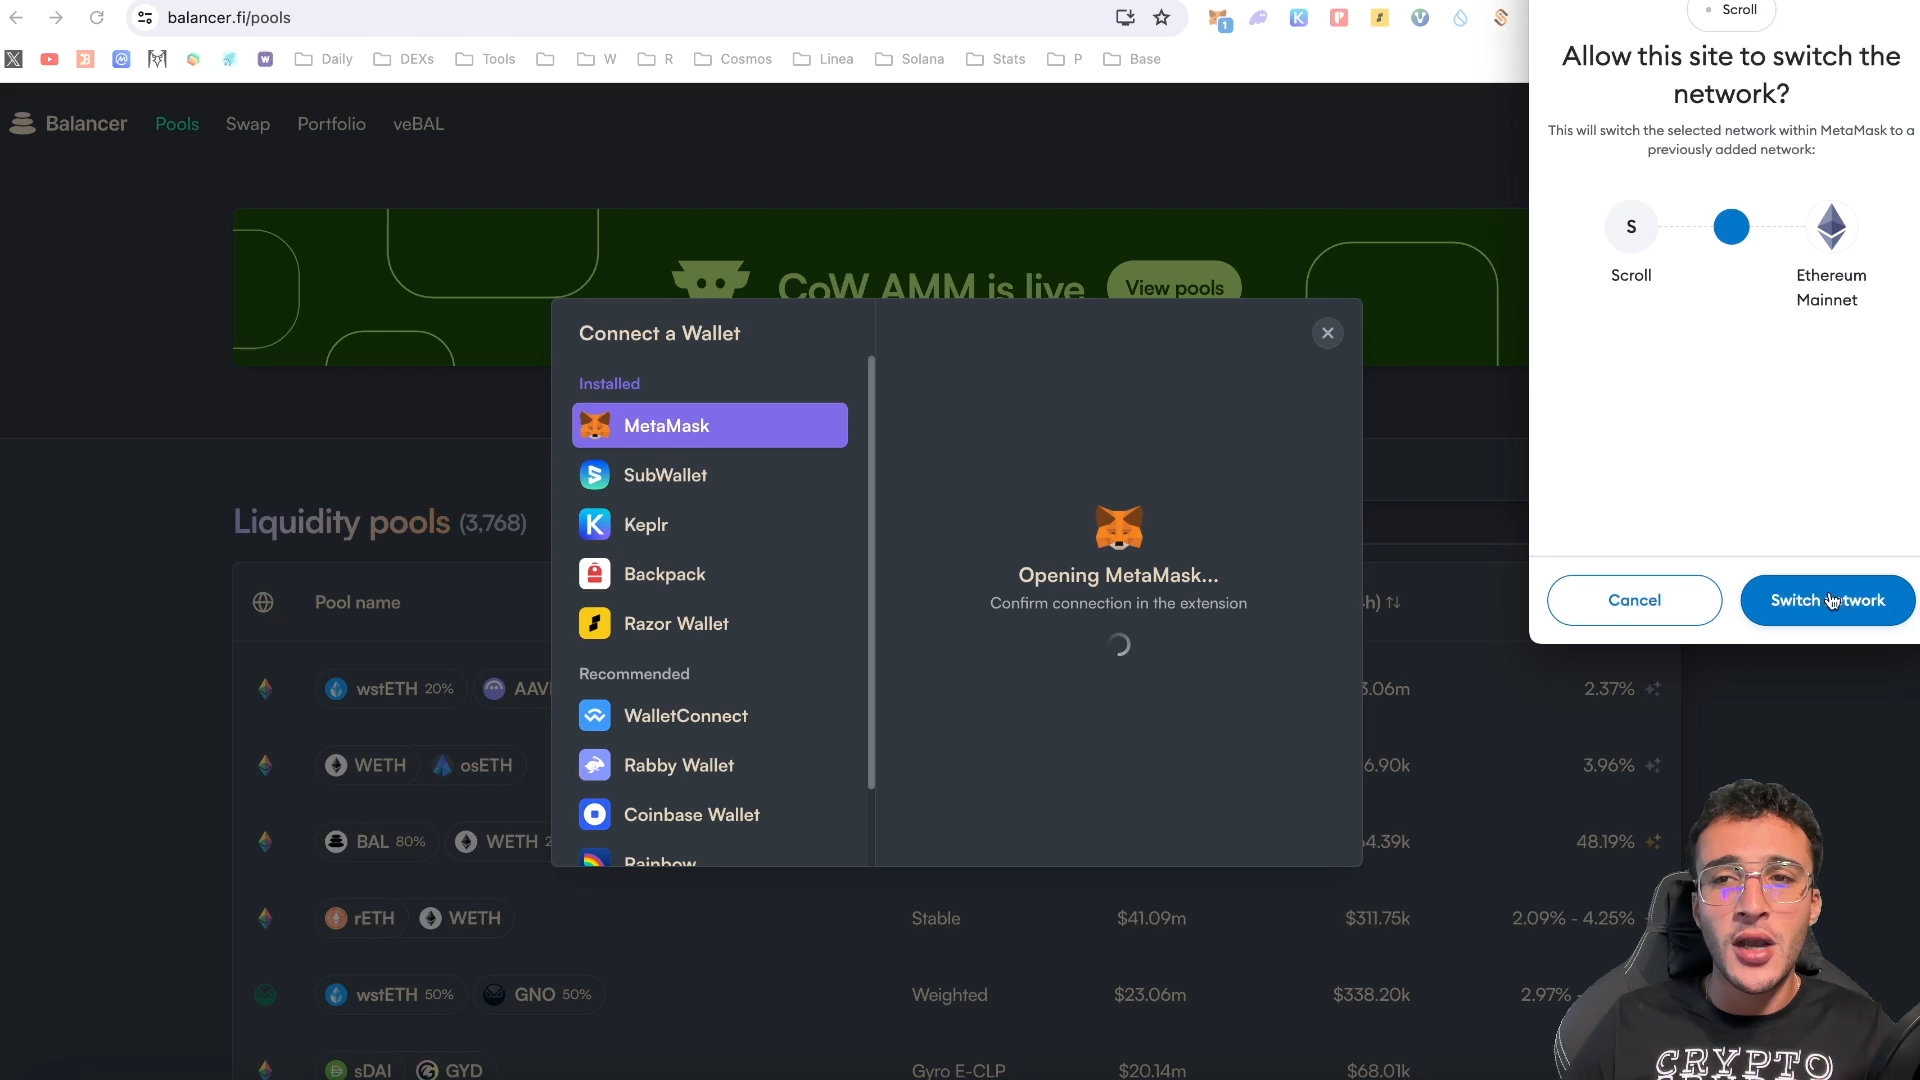 balancer.fi/pools
1
Daily
DEXs
Tools
W
R
Cosmos
Linea
Solana
Stats
P
Base
Scroll
Allow this site to switch the
network?
This will switch the selected network within MetaMask to a
previously added network:
S
Scroll
Ethereum
Mainnet
Cancel
Switch network
Balancer
Pools
Swap
Portfolio
veBAL
CoW AMM is live
View pools
Connect a Wallet
Installed
MetaMask
SubWallet
Keplr
Backpack
Razor Wallet
Recommended
WalletConnect
Rabby Wallet
Coinbase Wallet
Rainbow
Opening MetaMask...
Confirm connection in the extension
Liquidity pools (3,768)
Pool name
wstETH 20%
2.37%
WETH
osETH
3.96%
BAL 80%
WETH
48.19%
rETH
WETH
Stable
$41.09m
$311.75k
2.09% - 4.25%
wstETH 50%
GNO 50%
Weighted
$23.06m
$338.20k
2.97%
sDAI
GYD
Gyro E-CLP
$20.14m
$68.01k
CRYPTO